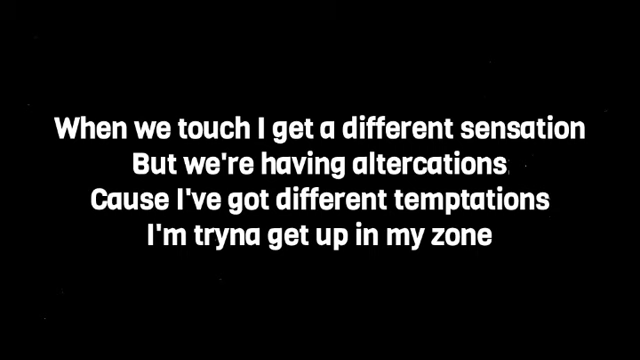 When we touch I get a different sensation
But we're having altercations
Cause I've got different temptations
I'm tryna get up in my zone